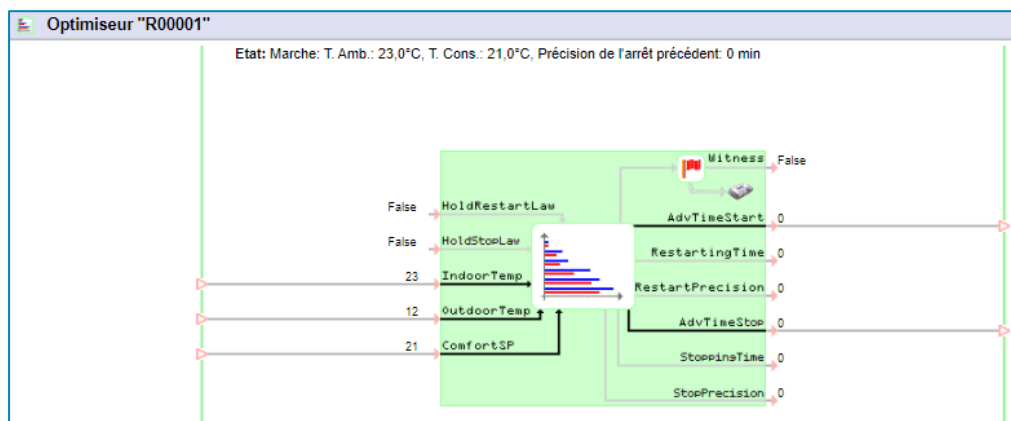 Optimiseur "R00001"
Etat: Marche: T. Amb.: 23,0°C, T. Cons.: 21,0°C, Précision de l'arrêt précédent: 0 min
Witness False
False HoldRestartLaw
AdvTimeStart 0
False HoldStopLaw
RestartingTime 0
23 IndoorTemp
RestartPrecision 0
12 OutdoorTemp
AdvTimeStop 0
21 ComfortSP
StoppingTime 0
StopPrecision 0